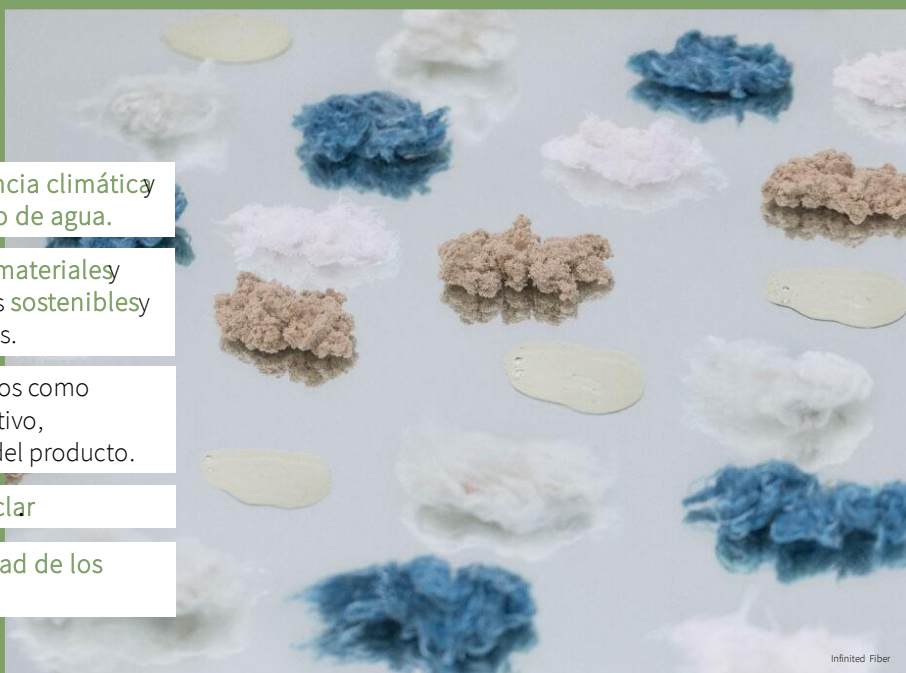 ncia climática y
o de agua.
materiales y
s sostenibles y
s.
os como
tivo,
del producto.
clar.
ad de los
Infinited Fiber